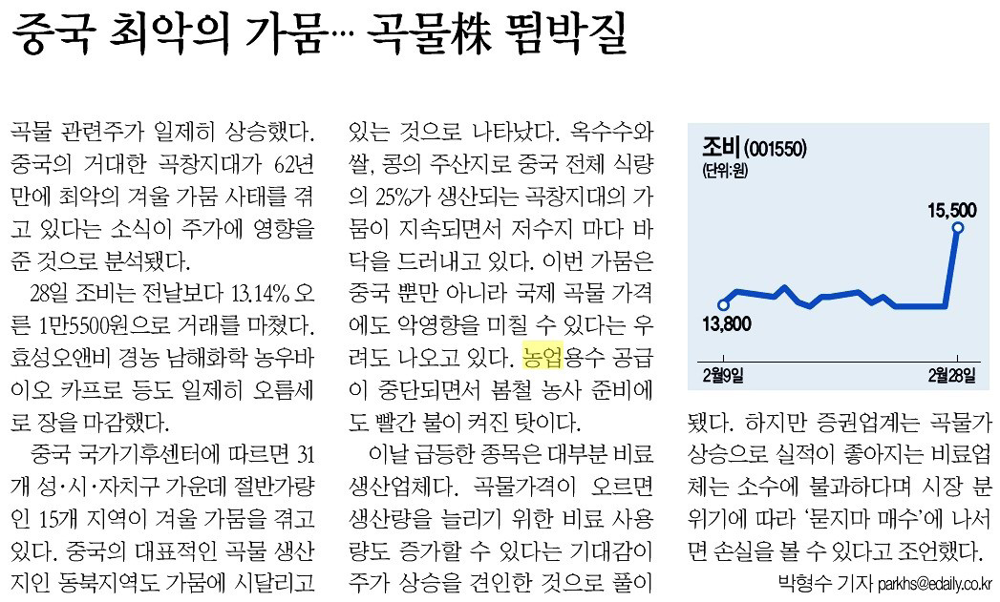 중국 최악의 가뭄… 곡물株 뜀박질
곡물 관련주가 일제히 상승했다.
중국의 거대한 곡창지대가 62년
만에 최악의 겨울 가뭄 사태를 겪
고 있다는 소식이 주가에 영향을
준 것으로 분석됐다.
28일 조비는 전날보다 13.14% 오
른 1만5500원으로 거래를 마쳤다.
효성오앤비 경농 남해화학 농우바
이오 카프로 등도 일제히 오름세
로 장을 마감했다.
중국 국가기후센터에 따르면 31
개 성·시·자치구 가운데 절반가량
인 15개 지역이 겨울 가뭄을 겪고
있다. 중국의 대표적인 곡물 생산
지인 동북지역도 가뭄에 시달리고
있는 것으로 나타났다. 옥수수와
쌀, 콩의 주산지로 중국 전체 식량
의 25%가 생산되는 곡창지대의 가
뭄이 지속되면서 저수지 마다 바
닥을 드러내고 있다. 이번 가뭄은
중국 뿐만 아니라 국제 곡물 가격
에도 악영향을 미칠 수 있다는 우
려도 나오고 있다. 농업용수 공급
이 중단되면서 봄철 농사 준비에
도 빨간 불이 켜진 탓이다.
이날 급등한 종목은 대부분 비료
생산업체다. 곡물가격이 오르면
생산량을 늘리기 위한 비료 사용
량도 증가할 수 있다는 기대감이
주가 상승을 견인한 것으로 풀이
조비 (001550)
(단위:원)
15,500
13,800
2월9일 2월28일
됐다. 하지만 증권업계는 곡물가
상승으로 실적이 좋아지는 비료업
체는 소수에 불과하다며 시장 분
위기에 따라 ‘묻지마 매수’에 나서
면 손실을 볼 수 있다고 조언했다.
박형수 기자 parkhs@edaily.co.kr